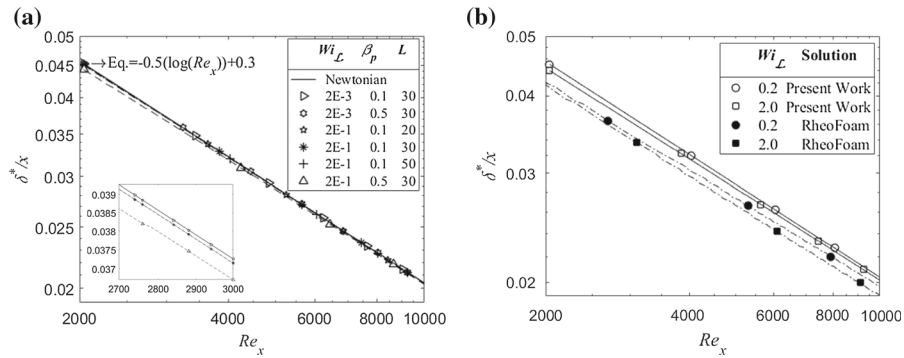 (a)
δ*/x
0.05
0.045
0.04
0.035
0.03
0.025
0.02
→Eq.=-0.5(log(Reₓ))+0.3
Wi_ℒ β_p L
Newtonian
2E-3 0.1 30
2E-3 0.5 30
2E-1 0.1 20
2E-1 0.1 30
2E-1 0.1 50
2E-1 0.5 30
0.039
0.0385
0.038
0.0375
0.037
2700 2800 2900 3000
2000 4000 6000 8000 10000
Reₓ
(b)
δ*/x
0.05
0.04
0.03
0.02
Wi_ℒ Solution
0.2 Present Work
2.0 Present Work
0.2 RheoFoam
2.0 RheoFoam
2000 4000 6000 8000 10000
Reₓ